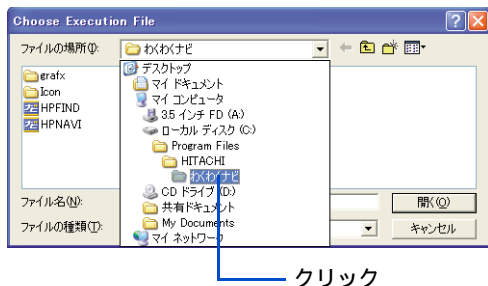 Choose Execution File
ファイルの場所(I):
わくわくナビ
grafx
Icon
HPFIND
HPNAVI
デスクトップ
マイ ドキュメント
マイ コンピュータ
3.5 インチ FD (A:)
ローカル ディスク (C:)
Program Files
HITACHI
わくわくナビ
CD ドライブ (D:)
共有ドキュメント
My Documents
マイ ネットワーク
ファイル名(N):
開く(O)
ファイルの種類(T):
キャンセル
クリック